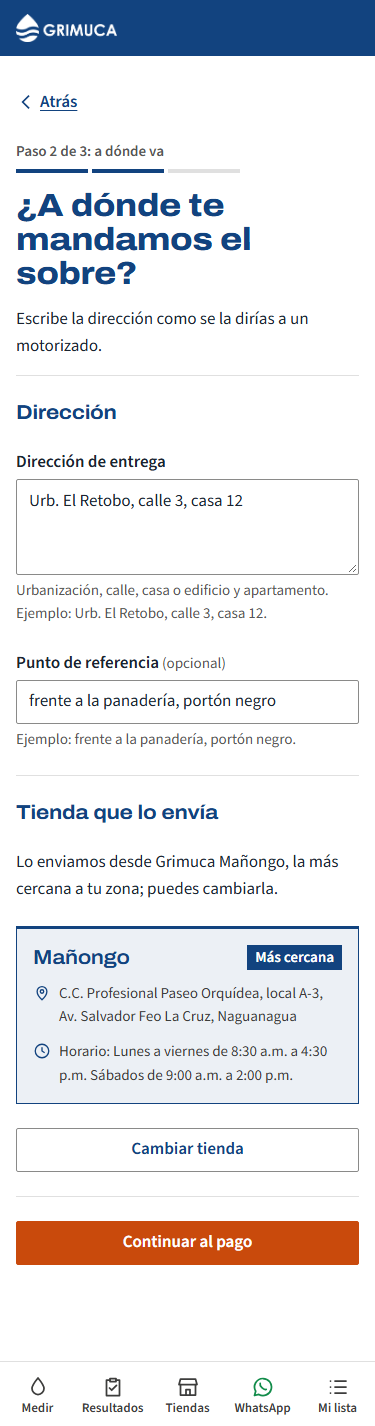 GRIMUCA
Atrás
Paso 2 de 3: a dónde va
¿A dónde te
mandamos el
sobre?
Escribe la dirección como se la dirías a un
motorizado.
Dirección
Dirección de entrega
Urb. El Retobo, calle 3, casa 12
Urbanización, calle, casa o edificio y apartamento.
Ejemplo: Urb. El Retobo, calle 3, casa 12.
Punto de referencia (opcional)
frente a la panadería, portón negro
Ejemplo: frente a la panadería, portón negro.
Tienda que lo envía
Lo enviamos desde Grimuca Mañongo, la más
cercana a tu zona; puedes cambiarla.
Mañongo
Más cercana
C.C. Profesional Paseo Orquídea, local A-3,
Av. Salvador Feo La Cruz, Naguanagua
Horario: Lunes a viernes de 8:30 a.m. a 4:30
p.m. Sábados de 9:00 a.m. a 2:00 p.m.
Cambiar tienda
Continuar al pago
Medir
Resultados
Tiendas
WhatsApp
Mi lista